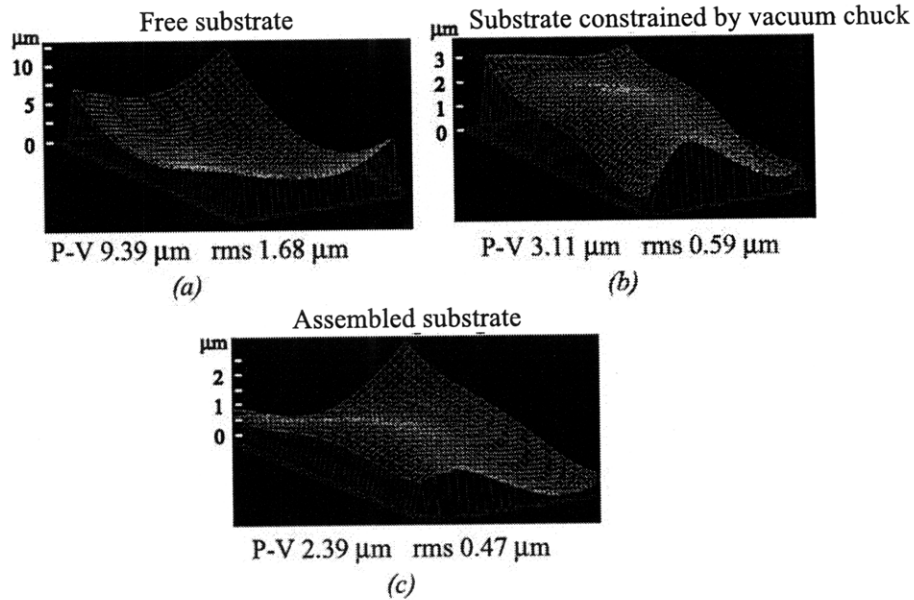 Free substrate
μm
10
5
0
P-V 9.39 μm rms 1.68 μm
(a)
Substrate constrained by vacuum chuck
μm
3
2
1
0
P-V 3.11 μm rms 0.59 μm
(b)
Assembled substrate
μm
2
1
0
P-V 2.39 μm rms 0.47 μm
(c)